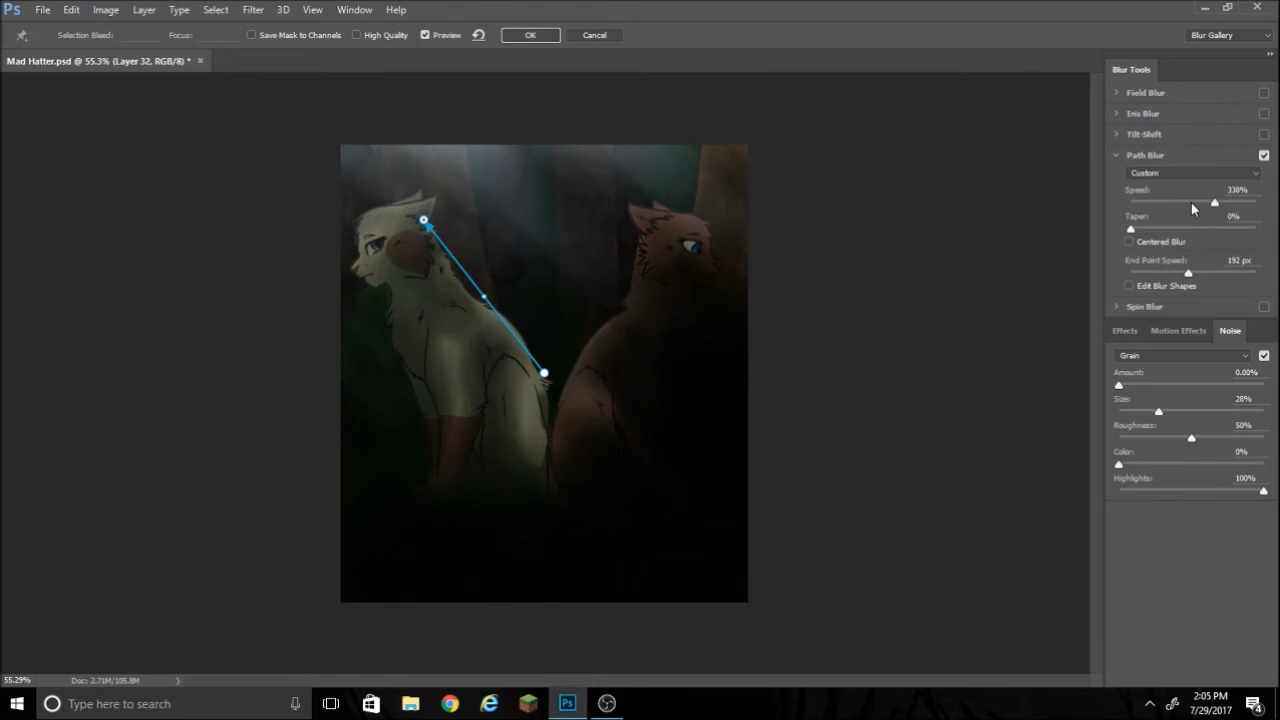 Ps File Edit Image Layer Type Select Filter 3D View Window Help
Selection Bleed: Focus: Save Mask to Channels High Quality Preview OK Cancel Blur Gallery
Mad Hatter.psd @ 55.3% (Layer 32, RGB/8) *
Blur Tools
Field Blur
Iris Blur
Tilt-Shift
Path Blur
Custom
Speed: 338%
Taper: 0%
Centered Blur
End Point Speed: 192 px
Edit Blur Shapes
Spin Blur
Effects Motion Effects Noise
Grain
Amount: 0.00%
Size: 28%
Roughness: 50%
Color: 0%
Highlights: 100%
55.29% Doc: 2.71M/105.8M
Type here to search Ps 2:05 PM
7/29/2017 4